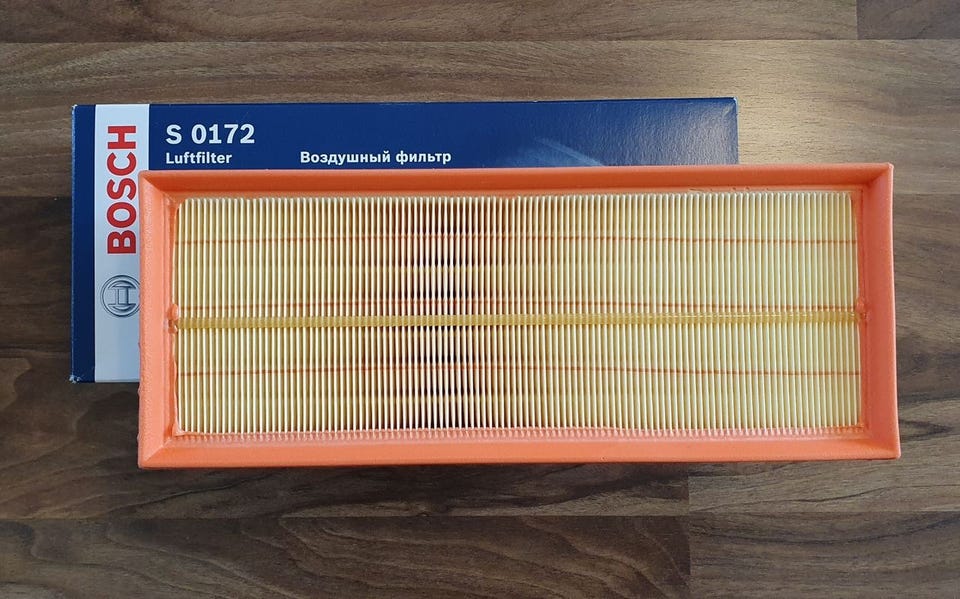 BOSCH
S 0172
Luftfilter
Воздушный фильтр